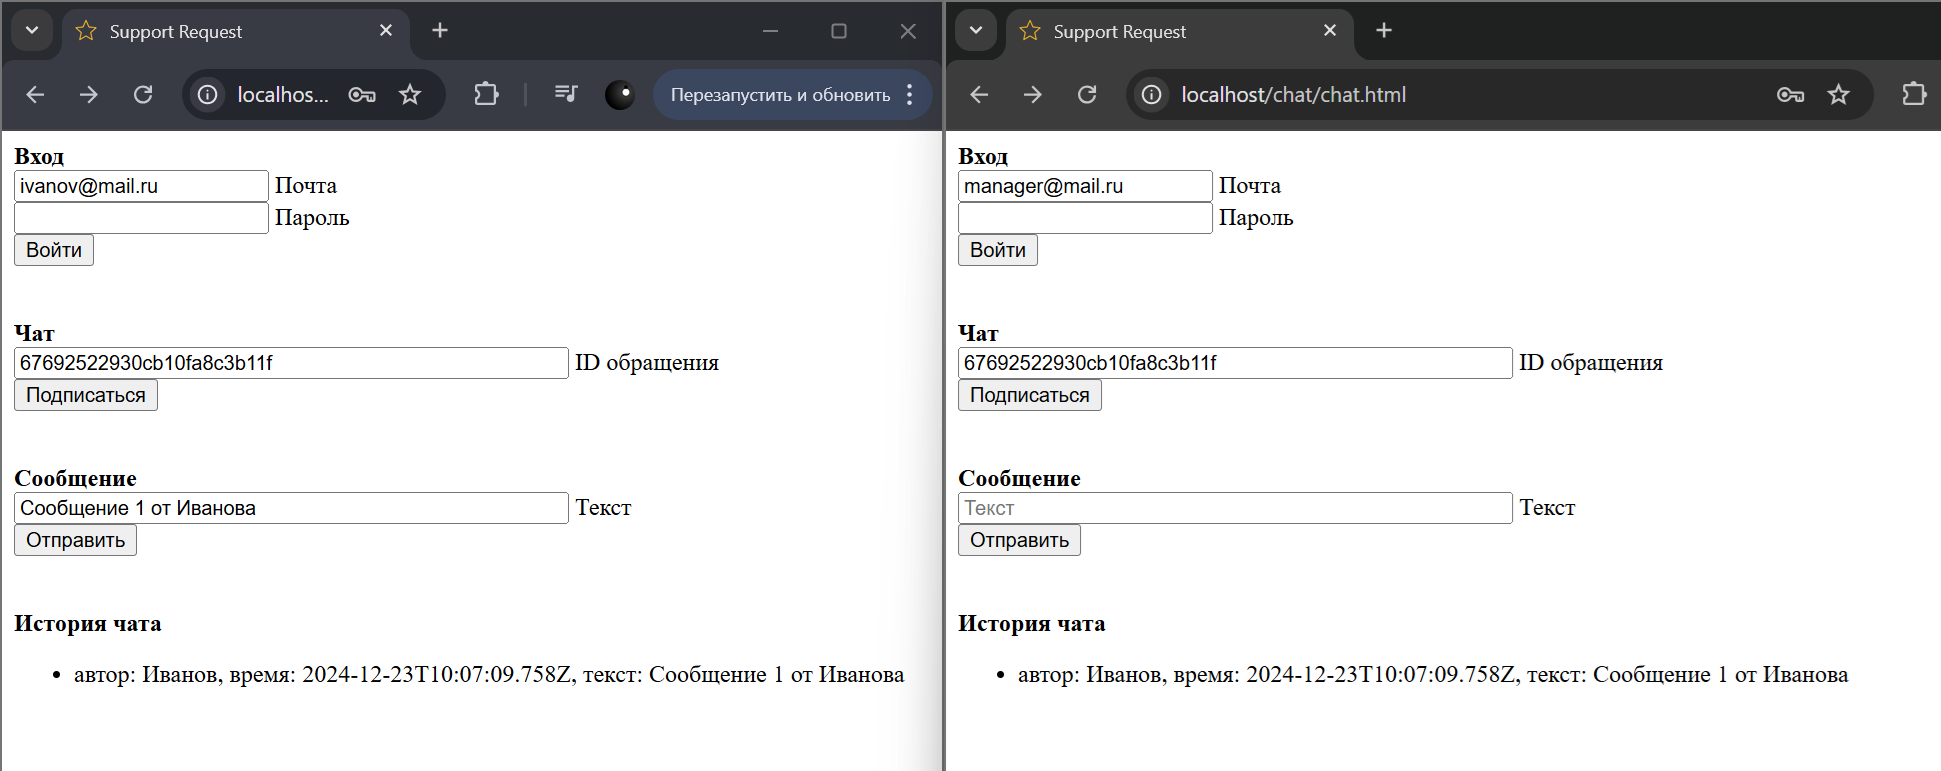 Support Request
localhos...
Перезапустить и обновить
Вход
ivanov@mail.ru Почта
Пароль
Войти
Чат
67692522930cb10fa8c3b11f ID обращения
Подписаться
Сообщение
Сообщение 1 от Иванова Текст
Отправить
История чата
• автор: Иванов, время: 2024-12-23T10:07:09.758Z, текст: Сообщение 1 от Иванова
Support Request
localhost/chat/chat.html
Вход
manager@mail.ru Почта
Пароль
Войти
Чат
67692522930cb10fa8c3b11f ID обращения
Подписаться
Сообщение
Текст Текст
Отправить
История чата
• автор: Иванов, время: 2024-12-23T10:07:09.758Z, текст: Сообщение 1 от Иванова